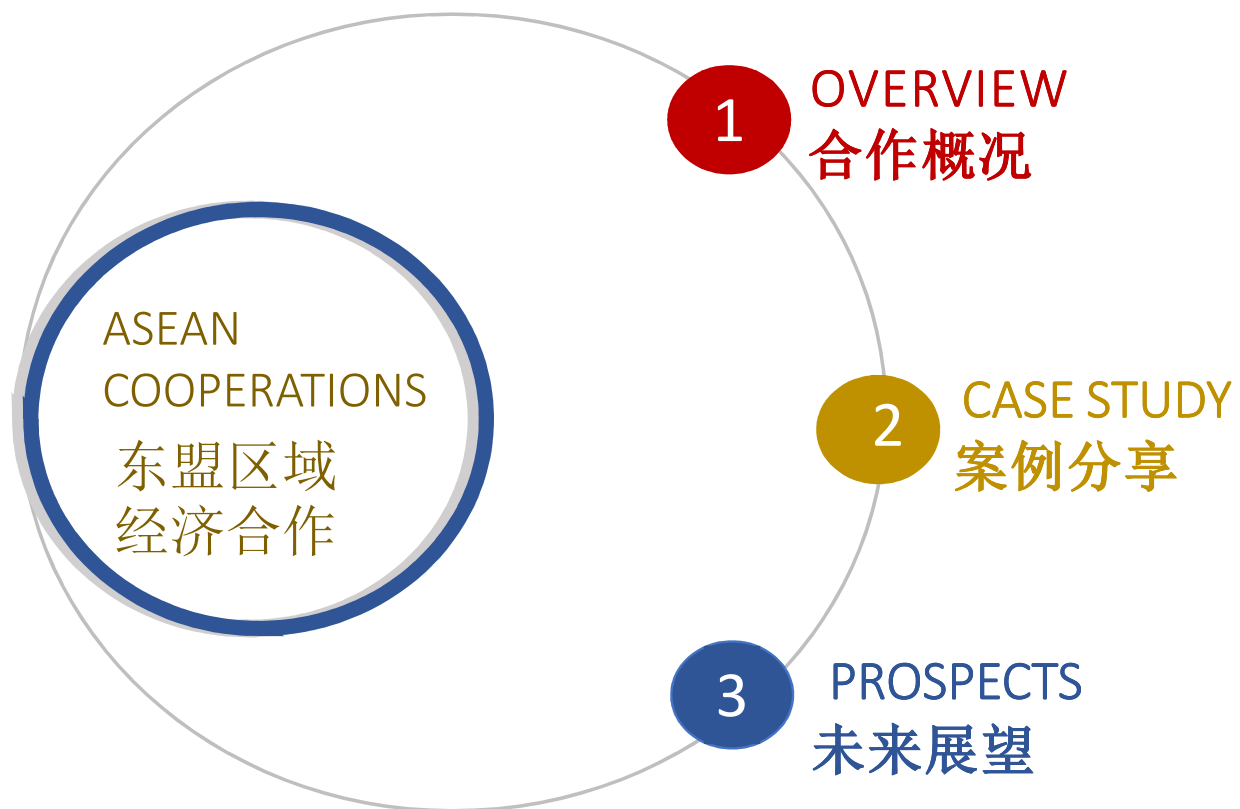 ASEAN
COOPERATIONS
东盟区域
经济合作
1
OVERVIEW
合作概况
2
CASE STUDY
案例分享
3
PROSPECTS
未来展望